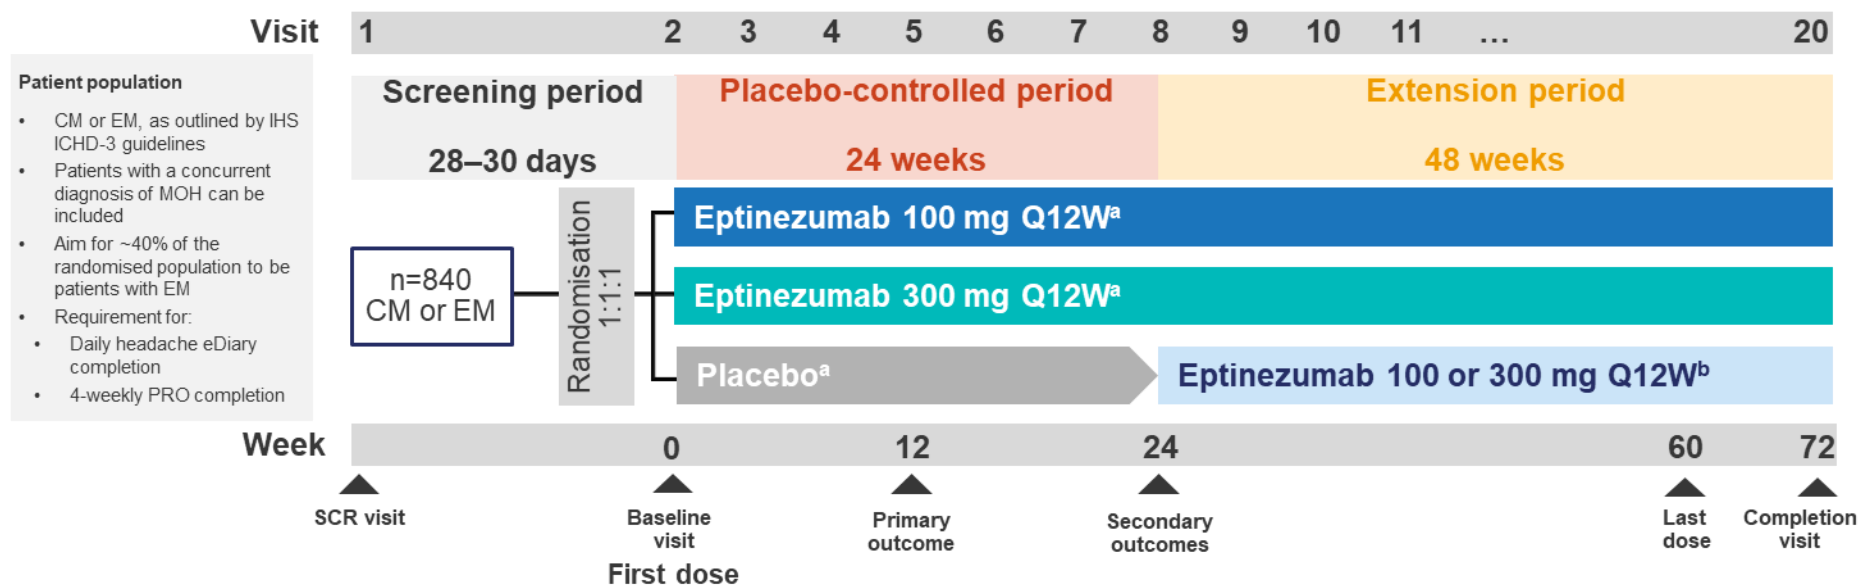 Visit 1 2 3 4 5 6 7 8 9 10 11 ... 20
Patient population
• CM or EM, as outlined by IHS
ICHD-3 guidelines
• Patients with a concurrent
diagnosis of MOH can be
included
• Aim for ~40% of the
randomised population to be
patients with EM
• Requirement for:
• Daily headache eDiary
completion
• 4-weekly PRO completion
Screening period
28–30 days
Placebo-controlled period
24 weeks
Extension period
48 weeks
n=840
CM or EM
Randomisation
1:1:1
Eptinezumab 100 mg Q12Wᵃ
Eptinezumab 300 mg Q12Wᵃ
Placeboᵃ
Eptinezumab 100 or 300 mg Q12Wᵇ
Week 0 12 24 60 72
SCR visit
Baseline
visit
First dose
Primary
outcome
Secondary
outcomes
Last
dose
Completion
visit